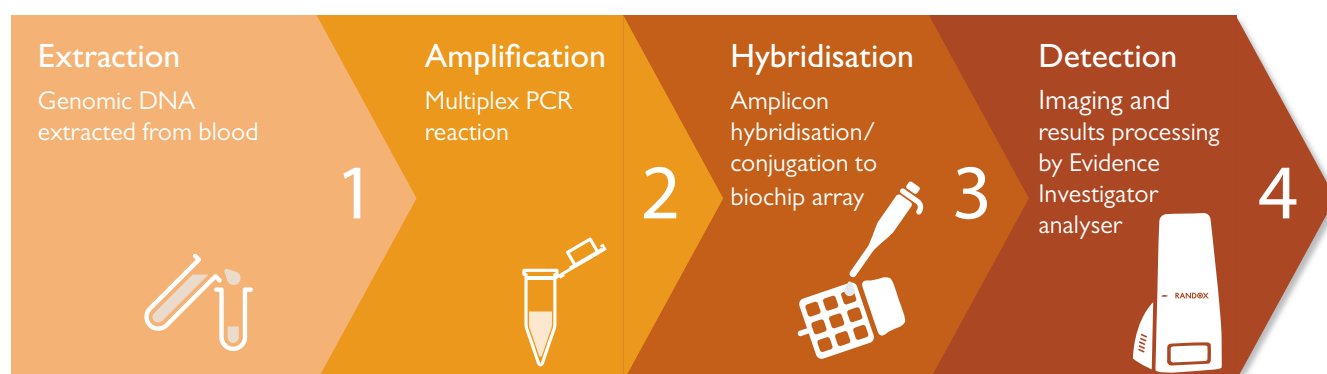 Extraction
Genomic DNA
extracted from blood
1
Amplification
Multiplex PCR
reaction
2
Hybridisation
Amplicon
hybridisation/
conjugation to
biochip array
3
Detection
Imaging and
results processing
by Evidence
Investigator
analyser
4
RANDOX